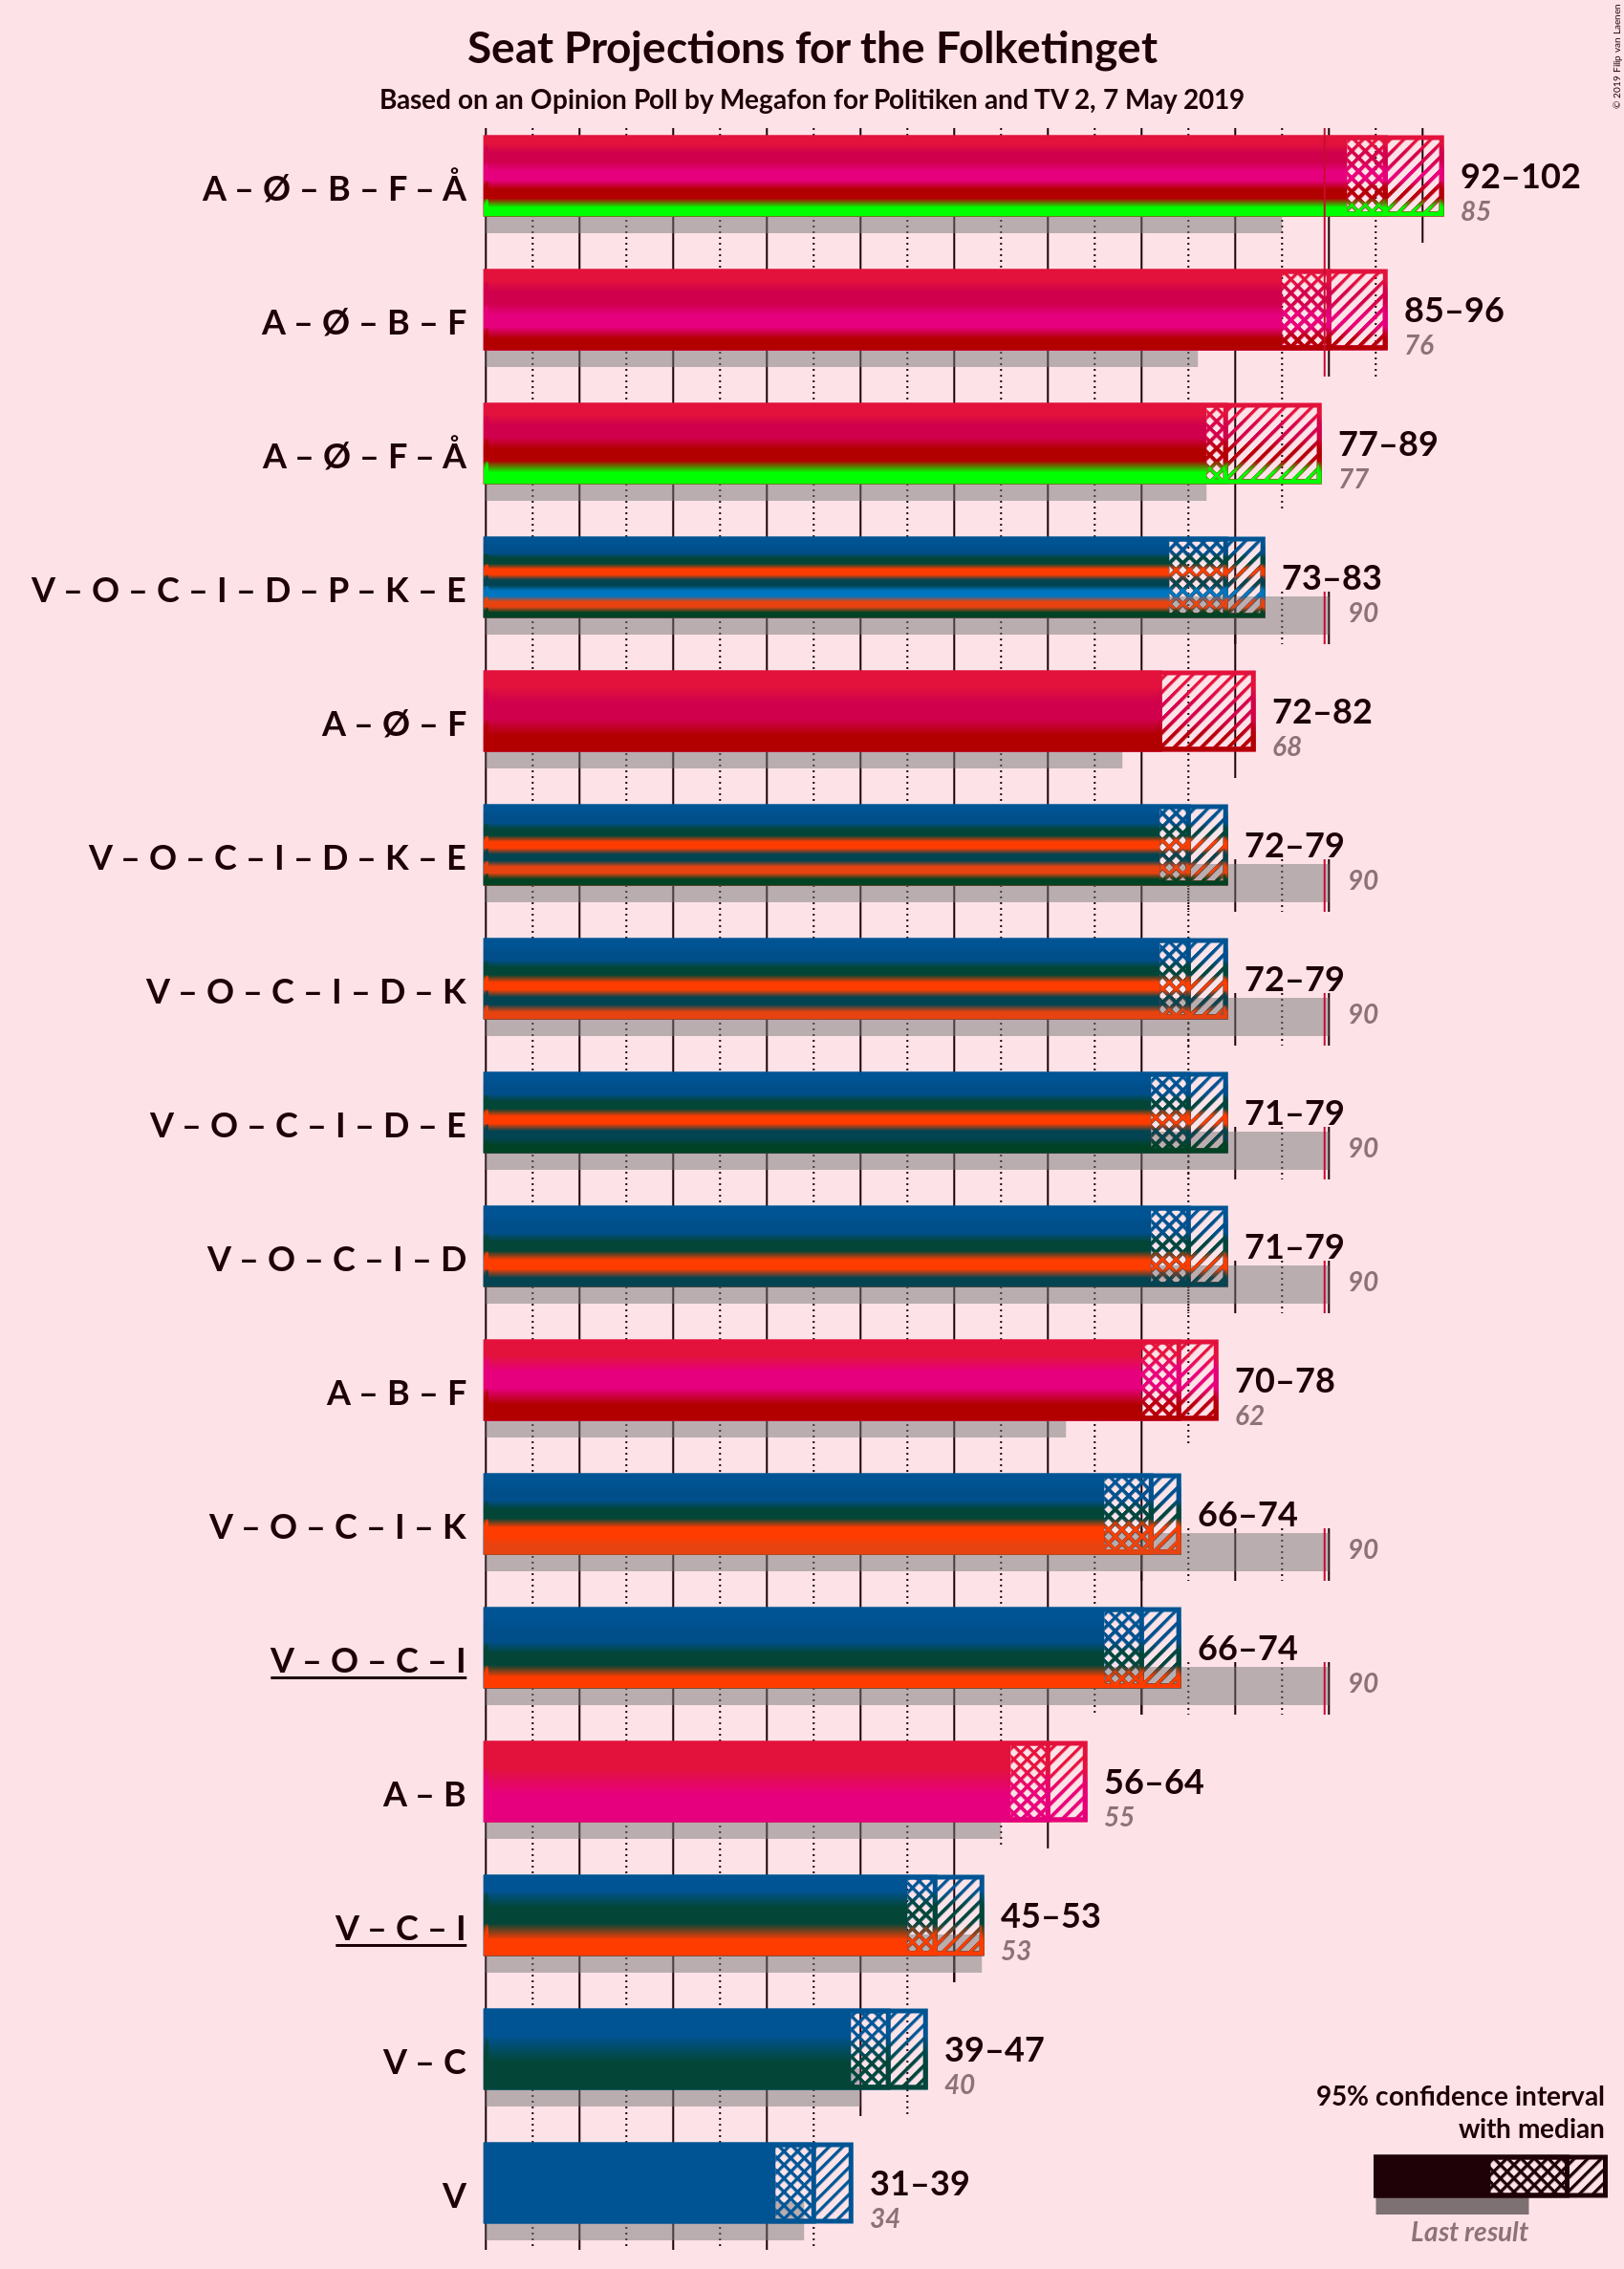 Seat Projections for the Folketinget
Based on an Opinion Poll by Megafon for Politiken and TV 2, 7 May 2019
© 2019 Filip van Laenen
A – Ø – B – F – Å
92–102
85
A – Ø – B – F
85–96
76
A – Ø – F – Å
77–89
77
V – O – C – I – D – P – K – E
73–83
90
A – Ø – F
72–82
68
V – O – C – I – D – K – E
72–79
90
V – O – C – I – D – K
72–79
90
V – O – C – I – D – E
71–79
90
V – O – C – I – D
71–79
90
A – B – F
70–78
62
V – O – C – I – K
66–74
90
V – O – C – I
66–74
90
A – B
56–64
55
V – C – I
45–53
53
V – C
39–47
40
V
31–39
34
95% confidence interval
with median
Last result